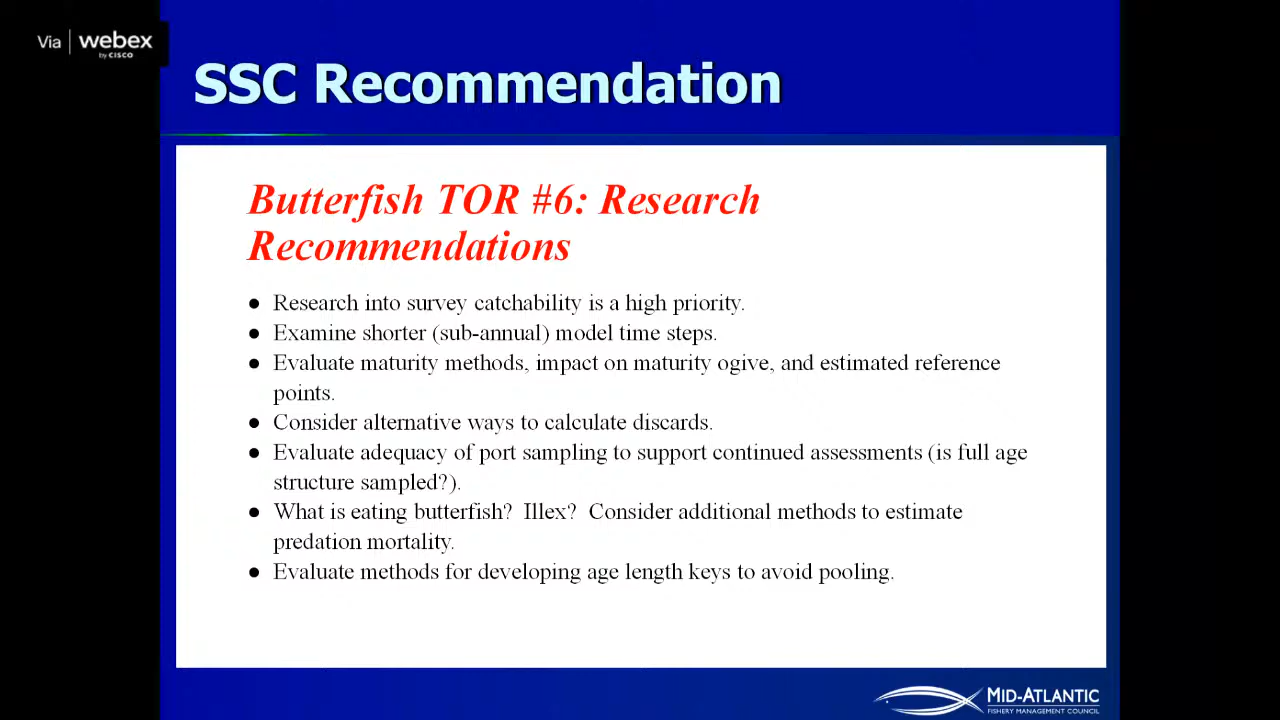 Via | webex
by CISCO
SSC Recommendation
Butterfish TOR #6: Research
Recommendations
● Research into survey catchability is a high priority.
● Examine shorter (sub-annual) model time steps.
● Evaluate maturity methods, impact on maturity ogive, and estimated reference
points.
● Consider alternative ways to calculate discards.
● Evaluate adequacy of port sampling to support continued assessments (is full age
structure sampled?).
● What is eating butterfish?  Illex?  Consider additional methods to estimate
predation mortality.
● Evaluate methods for developing age length keys to avoid pooling.
MID-ATLANTIC
FISHERY MANAGEMENT COUNCIL